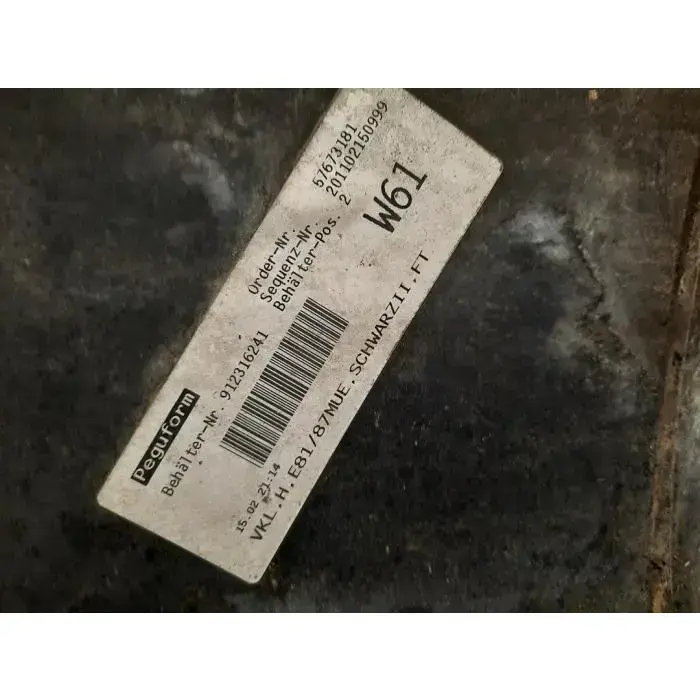 Peguform
Behälter-Nr 912316241
Order-Nr. 57673181
Sequenz-Nr 201102150999
Behälter-Pos. 2
W61
15.02 21:14
VKL.H.E81/87MUE.SCHWARZII.FT